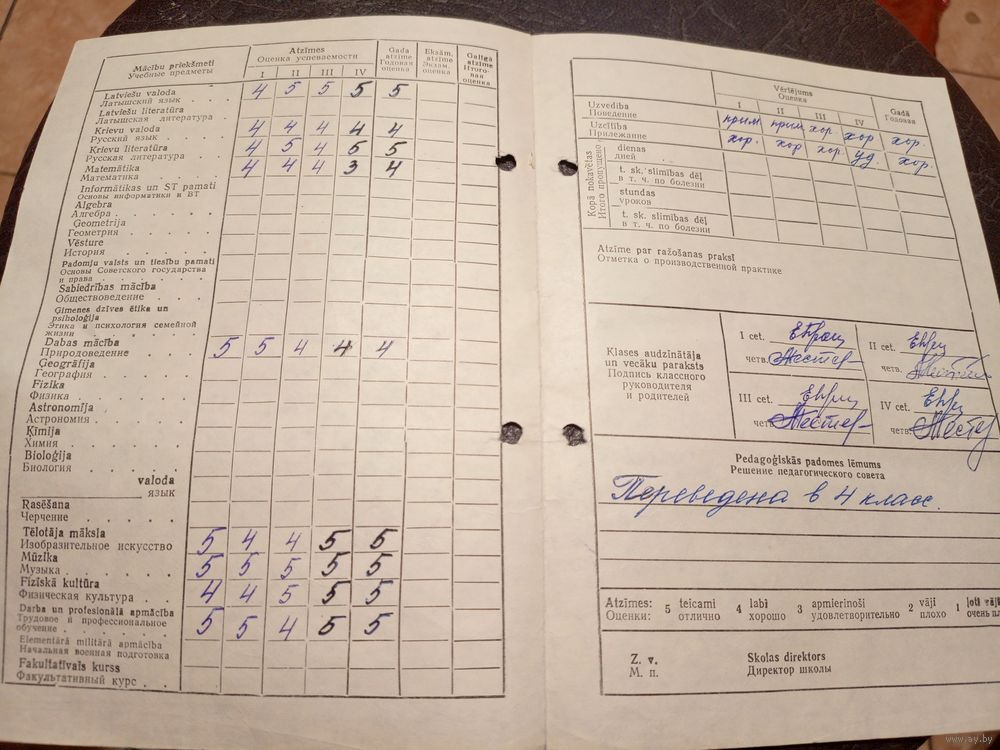 Mācību priekšmeti
Учебные предметы
Atzīmes
Оценка успеваемости
I II III IV
Gada atzīme Годовая оценка
Eksām. atzīme Экзам. оценка
Galīgā atzīme Итоговая оценка
Latviešu valoda 4 5 5 5 5
Латышский язык . . .
Latviešu literatūra
Латышская литература .
Krievu valoda 4 4 4 4 4
Русский язык . . .
Krievu literatūra 4 5 4 5 5
Русская литература . .
Matemātika 4 4 4 3 4
Математика . . .
Informātikas un ST pamati
Основы информатики и ВТ
Algebra
Алгебра . . . .
Ģeometrija
Геометрия . . . .
Vēsture
История . . . .
Padomju valsts un tiesību pamati
Основы Советского государства
и права . . . .
Sabiedrības mācība
Обществоведение . . .
Ģimenes dzīves ētika un
psiholoģija
Этика и психология семейной
жизни . . . .
Dabas mācība 5 5 4 4 4
Природоведение . . .
Ģeogrāfija
География . . . .
Fizika
Физика . . . .
Astronomija
Астрономия . . . .
Ķīmija
Химия . . . .
Bioloģija
Биология . . . .
valoda
язык
Rasēšana
Черчение . . . .
Tēlotāja māksla 5 4 4 5 5
Изобразительное искусство
Mūzika 5 5 5 5 5
Музыка . . . .
Fiziskā kultūra 4 4 5 5 5
Физическая культура . .
Darba un profesionālā apmācība 5 5 4 5 5
Трудовое и профессиональное
обучение . . . .
Elementārā militārā apmācība
Начальная военная подготовка
Fakultatīvais kurss
Факультативный курс . .
Vērtējums
Оценка
I II III IV
Gadā
Годовая
Uzvedība
Поведение
прим прим хор. хор. хор.
Uzcītība
Прилежание
хор. хор хор. уд хор.
Kopā nokavētas
Итого пропущено
dienas
дней
t. sk. slimības dēļ
в т. ч. по болезни
stundas
уроков
t. sk. slimības dēļ
в т. ч. по болезни
Atzīme par ražošanas praksi
Отметка о производственной практике
Klases audzinātāja
un vecāku paraksts
Подпись классного
руководителя
и родителей
I cet.
четв.
II cet.
четв.
III cet.
четв.
IV cet.
четв.
Pedagoģiskās padomes lēmums
Решение педагогического совета
Переведена в 4 класс.
Atzīmes: 5 teicami 4 labi 3 apmierinoši 2 vāji 1 ļoti
Оценки: отлично хорошо удовлетворительно плохо очень
Z. v. Skolas direktors
М. п. Директор школы
www.ay.by